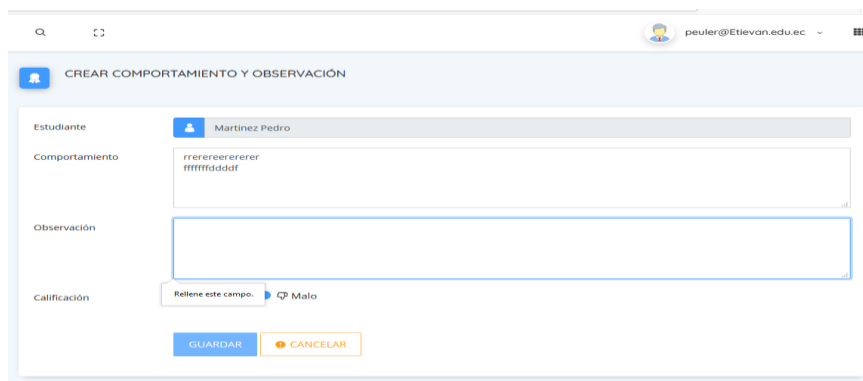 peuler@Etievan.edu.ec
CREAR COMPORTAMIENTO Y OBSERVACIÓN
Estudiante
Martinez Pedro
Comportamiento
rrerereerererer
fffffffddddf
Observación
Rellene este campo.
Calificación
Malo
GUARDAR
CANCELAR